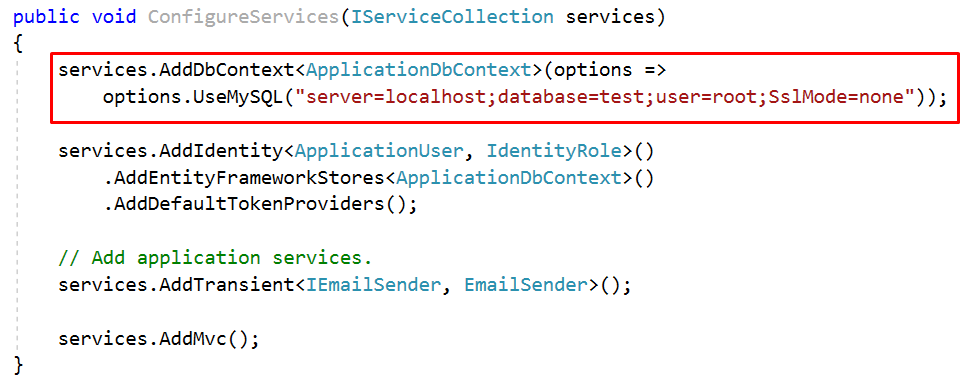 public void ConfigureServices(IServiceCollection services)
{
    services.AddDbContext<ApplicationDbContext>(options =>
        options.UseMySQL("server=localhost;database=test;user=root;SslMode=none"));

    services.AddIdentity<ApplicationUser, IdentityRole>()
        .AddEntityFrameworkStores<ApplicationDbContext>()
        .AddDefaultTokenProviders();

    // Add application services.
    services.AddTransient<IEmailSender, EmailSender>();

    services.AddMvc();
}